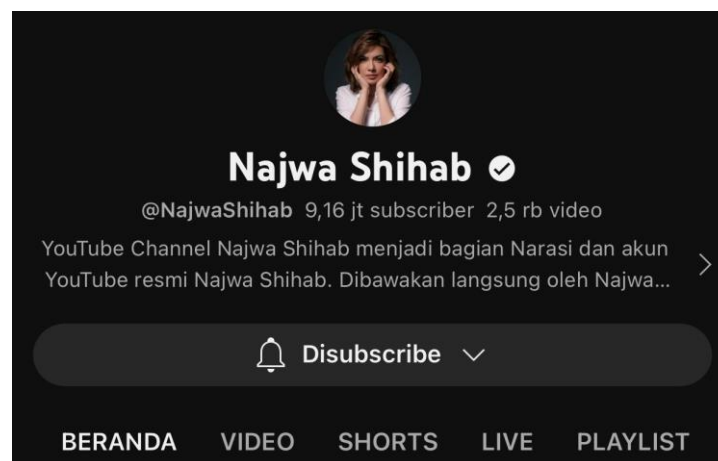 Najwa Shihab
@NajwaShihab 9,16 jt subscriber 2,5 rb video
YouTube Channel Najwa Shihab menjadi bagian Narasi dan akun
YouTube resmi Najwa Shihab. Dibawakan langsung oleh Najwa...
Disubscribe
BERANDA VIDEO SHORTS LIVE PLAYLIST